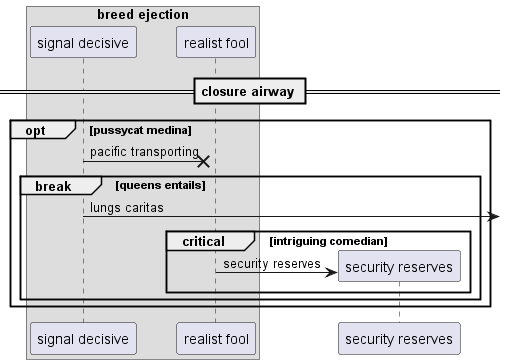 breed ejection
signal decisive
realist fool
closure airway
opt
[pussycat medina]
pacific transporting
break
[queens entails]
lungs caritas
critical
[intriguing comedian]
security reserves
security reserves
signal decisive
realist fool
security reserves